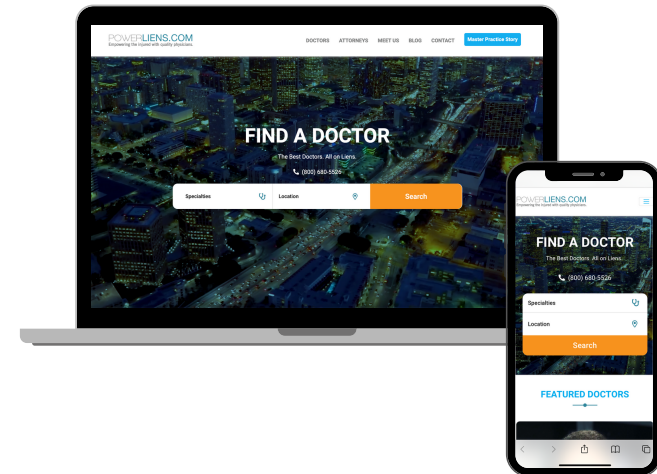 POWERLIENS.COM
Empowering the injured with quality physicians.
DOCTORS ATTORNEYS MEET US BLOG CONTACT Master Practice Story
FIND A DOCTOR
The Best Doctors. All on Liens.
(800) 680-5526
Specialties Location Search
POWERLIENS.COM
Empowering the injured with quality physicians.
FIND A DOCTOR
The Best Doctors. All on Liens.
(800) 680-5526
Specialties
Location
Search
FEATURED DOCTORS